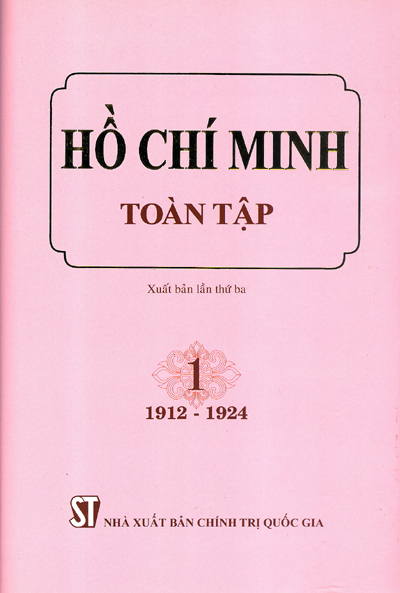 HỒ CHÍ MINH
TOÀN TẬP
Xuất bản lần thứ ba
1
1912 - 1924
ST NHÀ XUẤT BẢN CHÍNH TRỊ QUỐC GIA